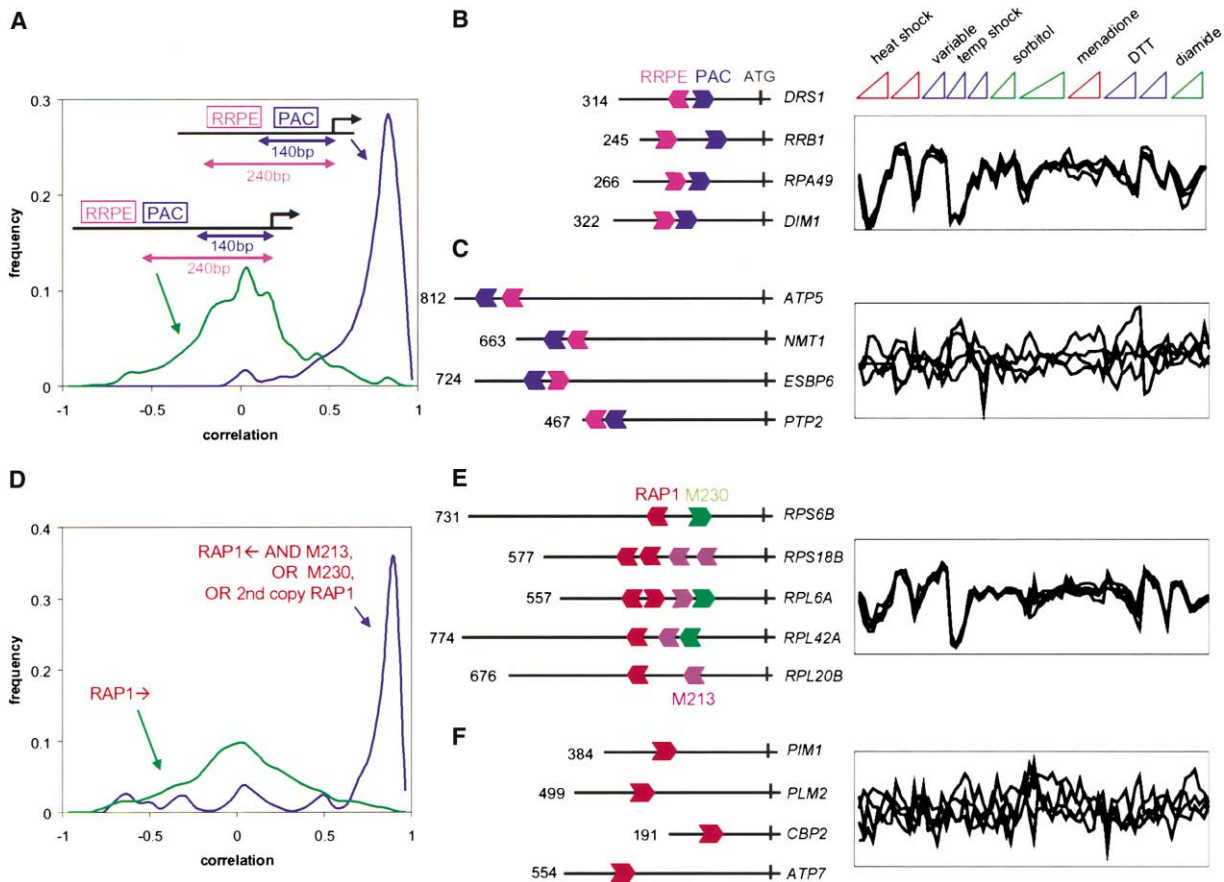 A
0.3
0.2
0.1
0
-1
-0.5
0
0.5
1
frequency
correlation
RRPE PAC
140bp
240bp
RRPE PAC
140bp
240bp
B
RRPE PAC ATG
314 DRS1
245 RRB1
266 RPA49
322 DIM1
heat shock
variable
temp shock
sorbitol
menadione
DTT
diamide
C
812 ATP5
663 NMT1
724 ESBP6
467 PTP2
D
0.4
0.3
0.2
0.1
0
-1
-0.5
0
0.5
1
frequency
correlation
RAP1← AND M213,
OR M230,
OR 2nd copy RAP1
RAP1→
E
RAP1 M230
731 RPS6B
577 RPS18B
557 RPL6A
774 RPL42A
676 RPL20B
M213
F
384 PIM1
499 PLM2
191 CBP2
554 ATP7